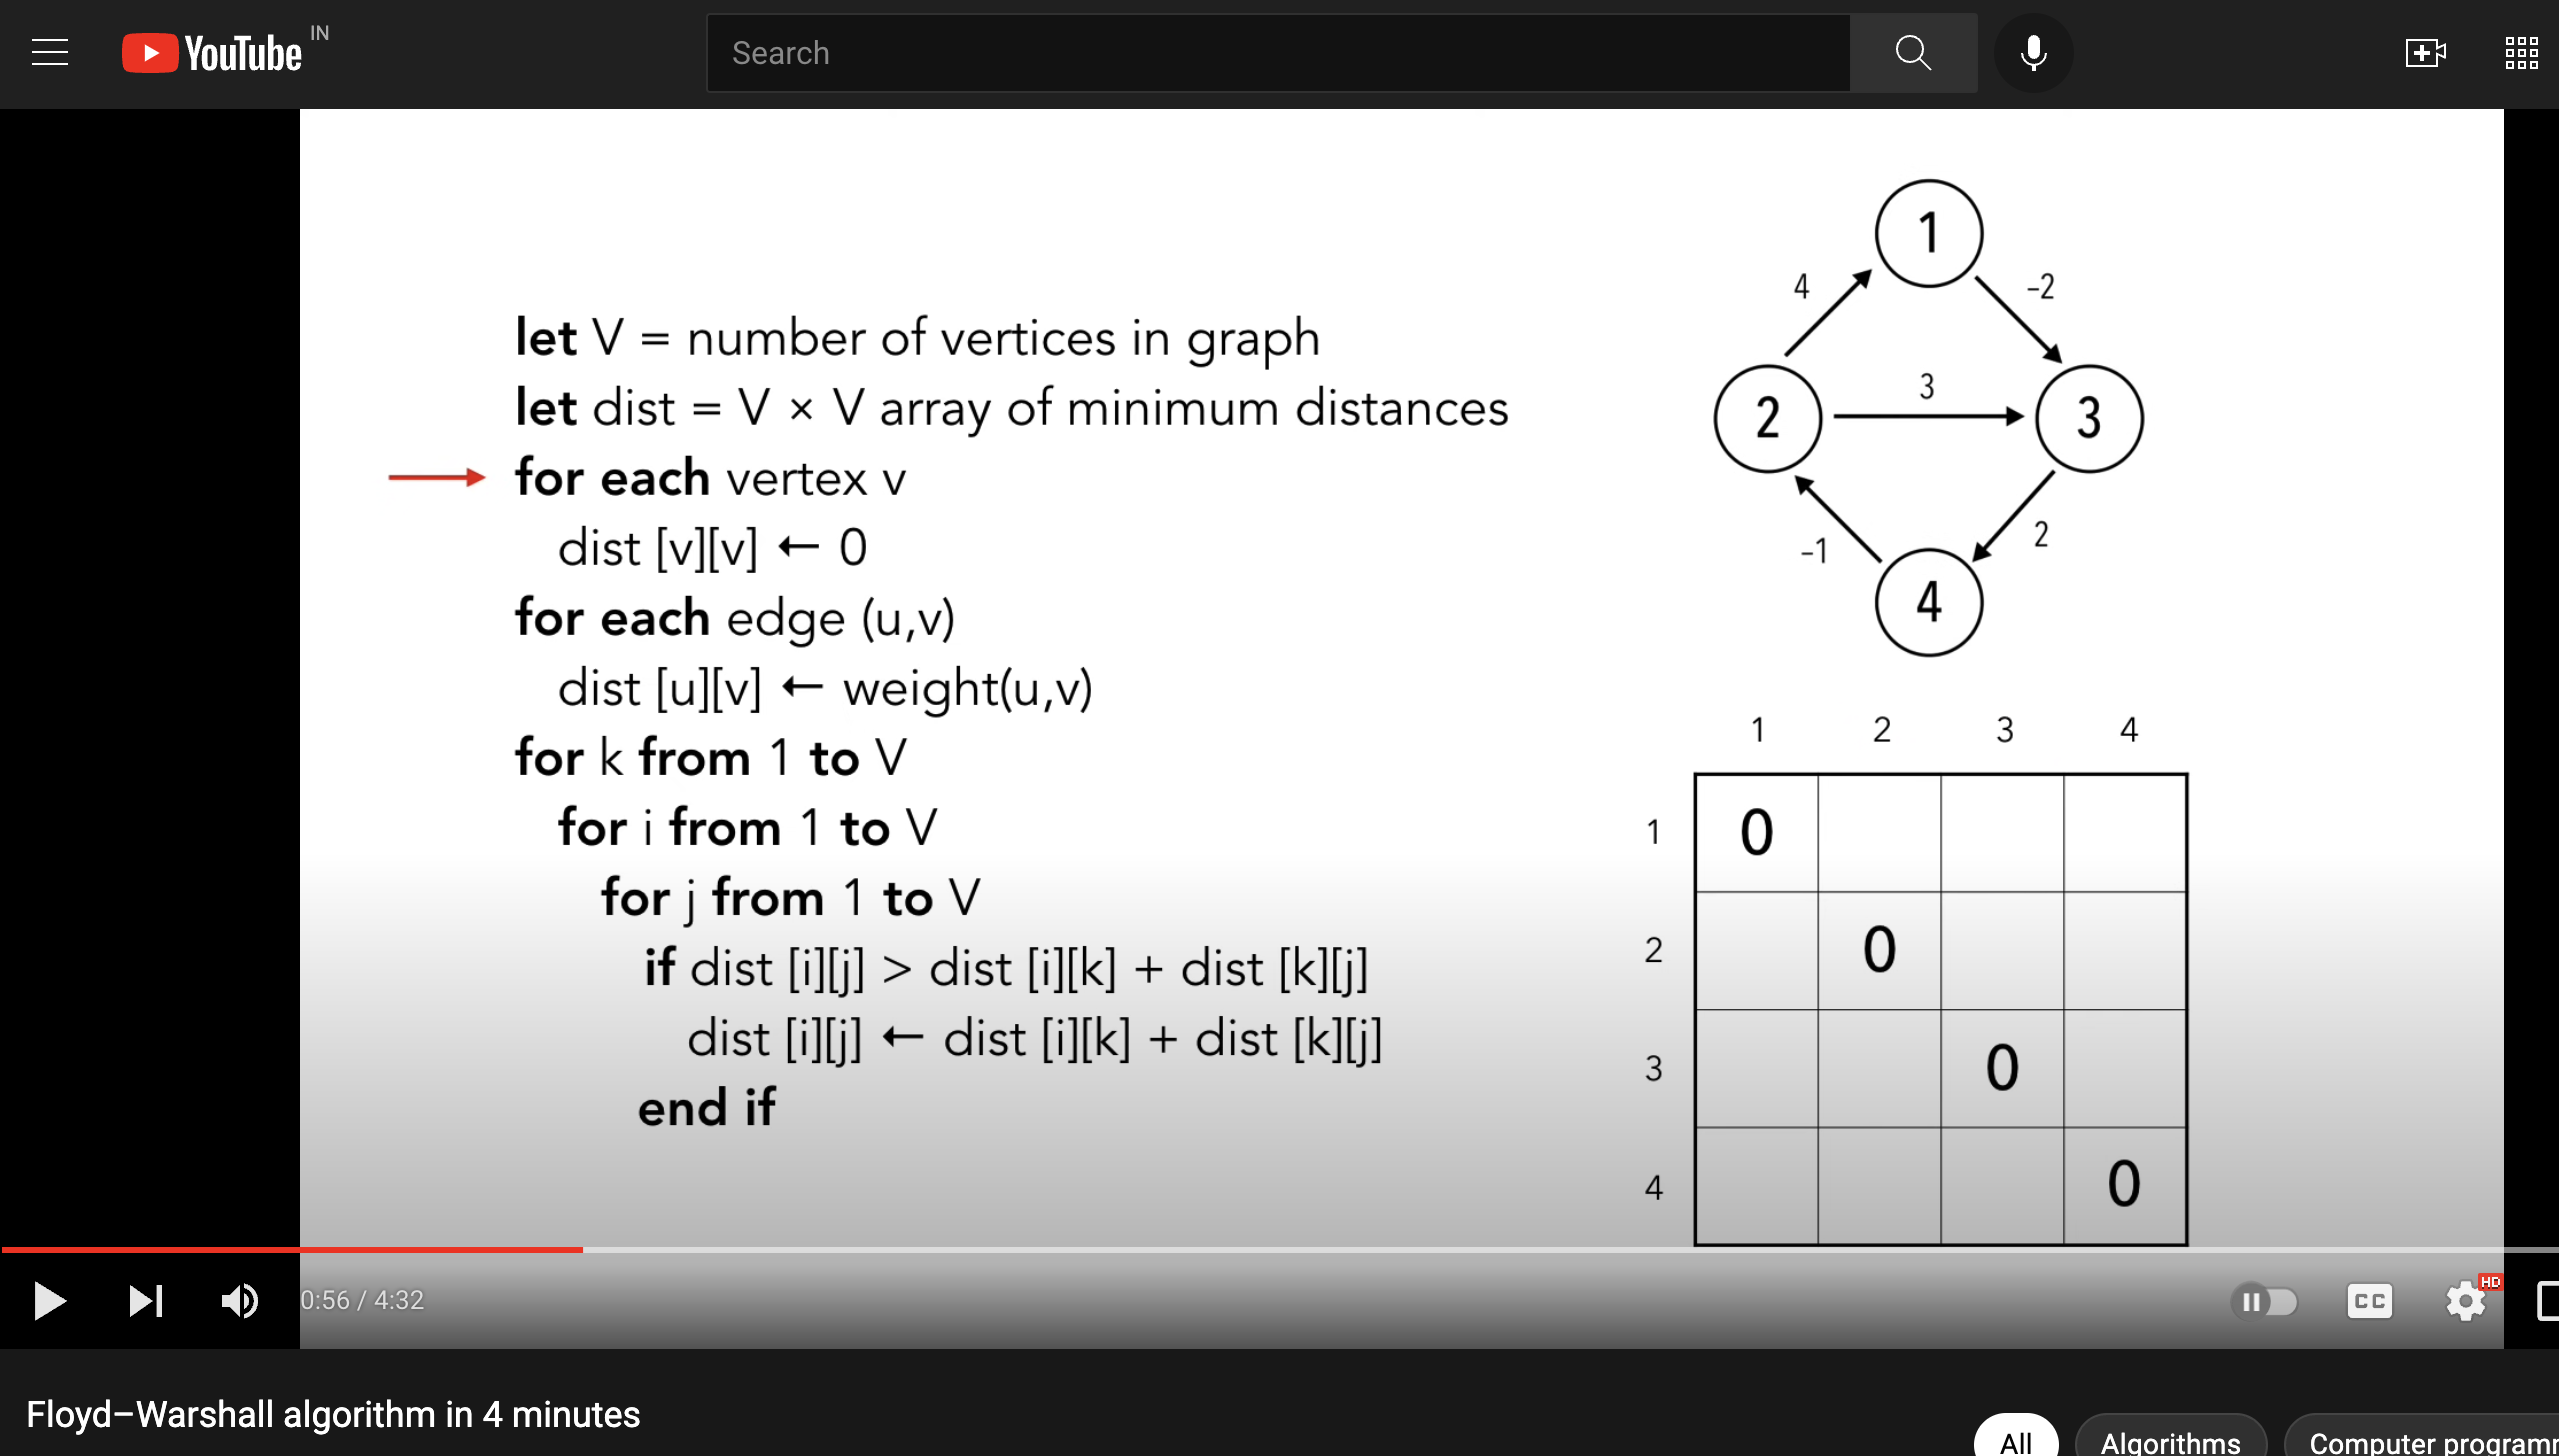 YouTube IN
Search
let V = number of vertices in graph
let dist = V × V array of minimum distances
for each vertex v
dist [v][v] ← 0
for each edge (u,v)
dist [u][v] ← weight(u,v)
for k from 1 to V
for i from 1 to V
for j from 1 to V
if dist [i][j] > dist [i][k] + dist [k][j]
dist [i][j] ← dist [i][k] + dist [k][j]
end if
1
4
-2
2
3
3
-1
2
4
1 2 3 4
1 0
2 0
3 0
4 0
0:56 / 4:32
CC
HD
Floyd–Warshall algorithm in 4 minutes
All
Algorithms
Computer